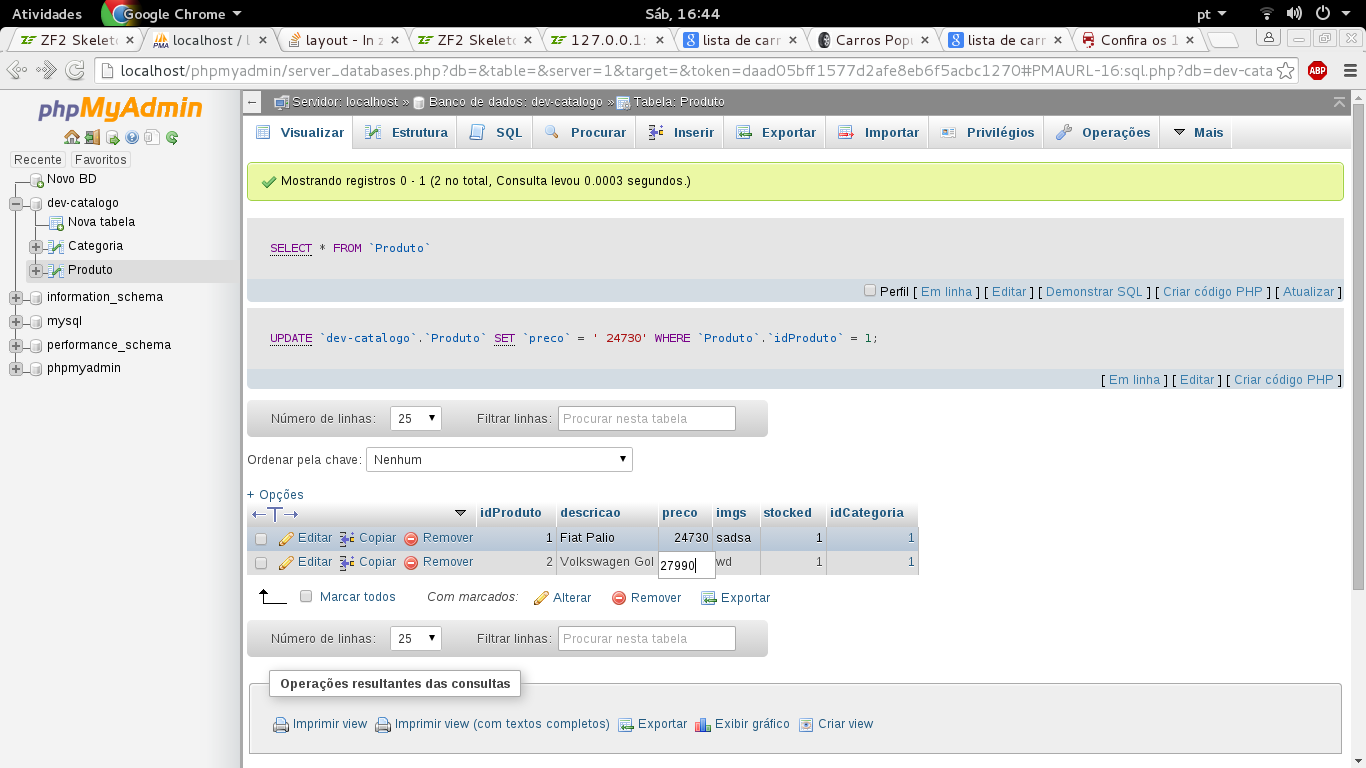 Atividades Google Chrome Sáb, 16:44 pt
ZF2 Skelet localhost / l layout - In z ZF2 Skelet 127.0.0.1: lista de carr Carros Popu lista de carr Confira os 1
localhost/phpmyadmin/server_databases.php?db=&table=&server=1&target=&token=daad05bff1577d2afe8eb6f5acbc1270#PMAURL-16:sql.php?db=dev-cata ABP
phpMyAdmin
Recente Favoritos
Novo BD
dev-catalogo
Nova tabela
Categoria
Produto
information_schema
mysql
performance_schema
phpmyadmin
Servidor: localhost » Banco de dados: dev-catalogo » Tabela: Produto
Visualizar Estrutura SQL Procurar Inserir Exportar Importar Privilégios Operações Mais
Mostrando registros 0 - 1 (2 no total, Consulta levou 0.0003 segundos.)
SELECT * FROM `Produto`
Perfil [ Em linha ] [ Editar ] [ Demonstrar SQL ] [ Criar código PHP ] [ Atualizar ]
UPDATE `dev-catalogo`.`Produto` SET `preco` = ' 24730' WHERE `Produto`.`idProduto` = 1;
[ Em linha ] [ Editar ] [ Criar código PHP ]
Número de linhas: 25 Filtrar linhas: Procurar nesta tabela
Ordenar pela chave: Nenhum
+ Opções
idProduto descricao preco imgs stocked idCategoria
Editar Copiar Remover 1 Fiat Palio 24730 sadsa 1 1
Editar Copiar Remover 2 Volkswagen Gol 27990 wd 1 1
Marcar todos Com marcados: Alterar Remover Exportar
Número de linhas: 25 Filtrar linhas: Procurar nesta tabela
Operações resultantes das consultas
Imprimir view Imprimir view (com textos completos) Exportar Exibir gráfico Criar view